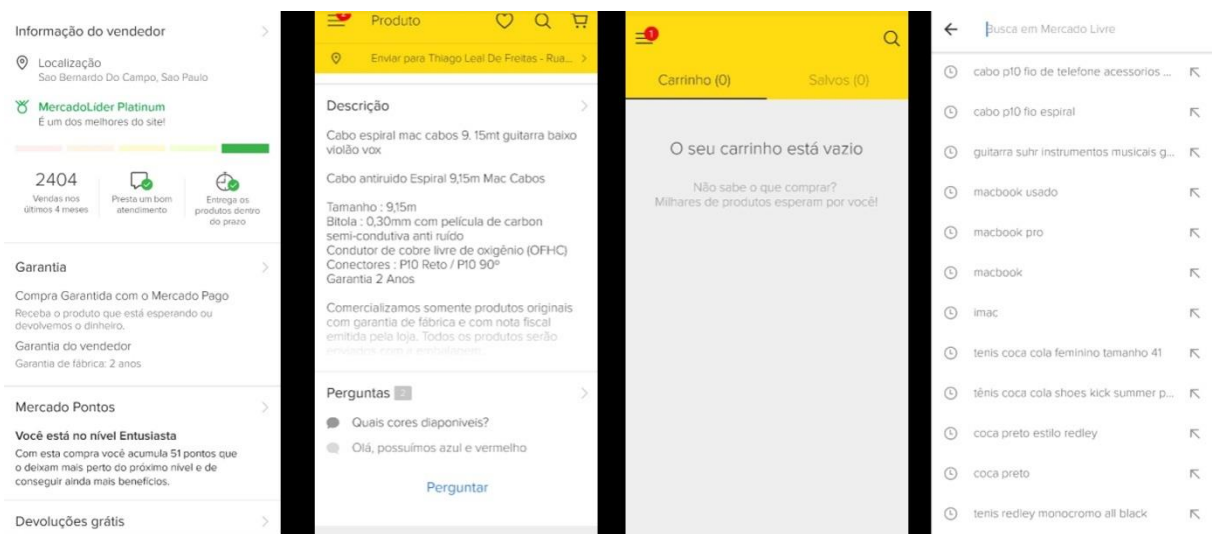 Informação do vendedor
Localização
Sao Bernardo Do Campo, Sao Paulo
MercadoLíder Platinum
É um dos melhores do site!
2404
Vendas nos
últimos 4 meses
Presta um bom
atendimento
Entrega os
produtos dentro
do prazo
Garantia
Compra Garantida com o Mercado Pago
Receba o produto que está esperando ou
devolvemos o dinheiro.
Garantia do vendedor
Garantia de fábrica: 2 anos
Mercado Pontos
Você está no nível Entusiasta
Com esta compra você acumula 51 pontos que
o deixam mais perto do próximo nível e de
conseguir ainda mais benefícios.
Devoluções grátis
Produto
Enviar para Thiago Leal De Freitas - Rua...
Descrição
Cabo espiral mac cabos 9. 15mt guitarra baixo
violão vox
Cabo antiruido Espiral 9,15m Mac Cabos
Tamanho : 9,15m
Bitola : 0,30mm com película de carbon
semi-condutiva anti ruído
Condutor de cobre livre de oxigênio (OFHC)
Conectores : P10 Reto / P10 90º
Garantia 2 Anos
Comercializamos somente produtos originais
com garantia de fábrica e com nota fiscal
emitida pela loja. Todos os produtos serão
enviados com a embalagem
Perguntas 2
Quais cores diaponiveis?
Olá, possuímos azul e vermelho
Perguntar
1
Carrinho (0)
Salvos (0)
O seu carrinho está vazio
Não sabe o que comprar?
Milhares de produtos esperam por você!
Busca em Mercado Livre
cabo p10 fio de telefone acessorios ...
cabo p10 fio espiral
guitarra suhr instrumentos musicais g...
macbook usado
macbook pro
macbook
imac
tenis coca cola feminino tamanho 41
tênis coca cola shoes kick summer p...
coca preto estilo redley
coca preto
tenis redley monocromo all black